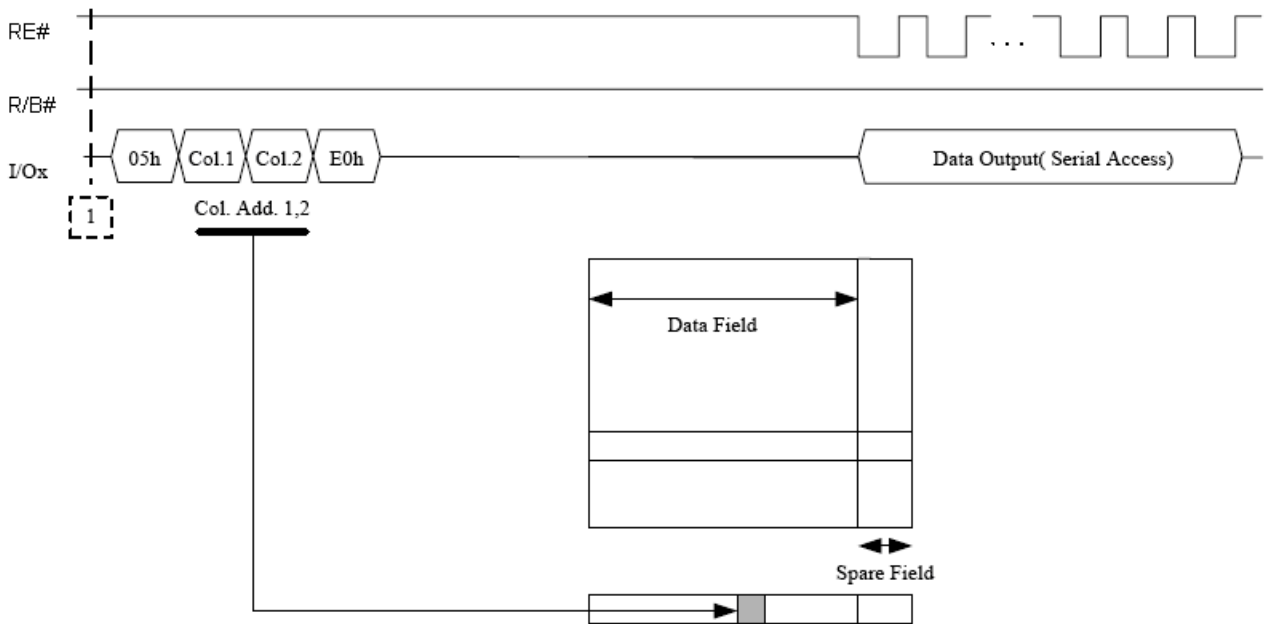 RE#
. . .
R/B#
I/Ox
05h Col.1 Col.2 E0h Data Output( Serial Access)
1
Col. Add. 1,2
Data Field
Spare Field